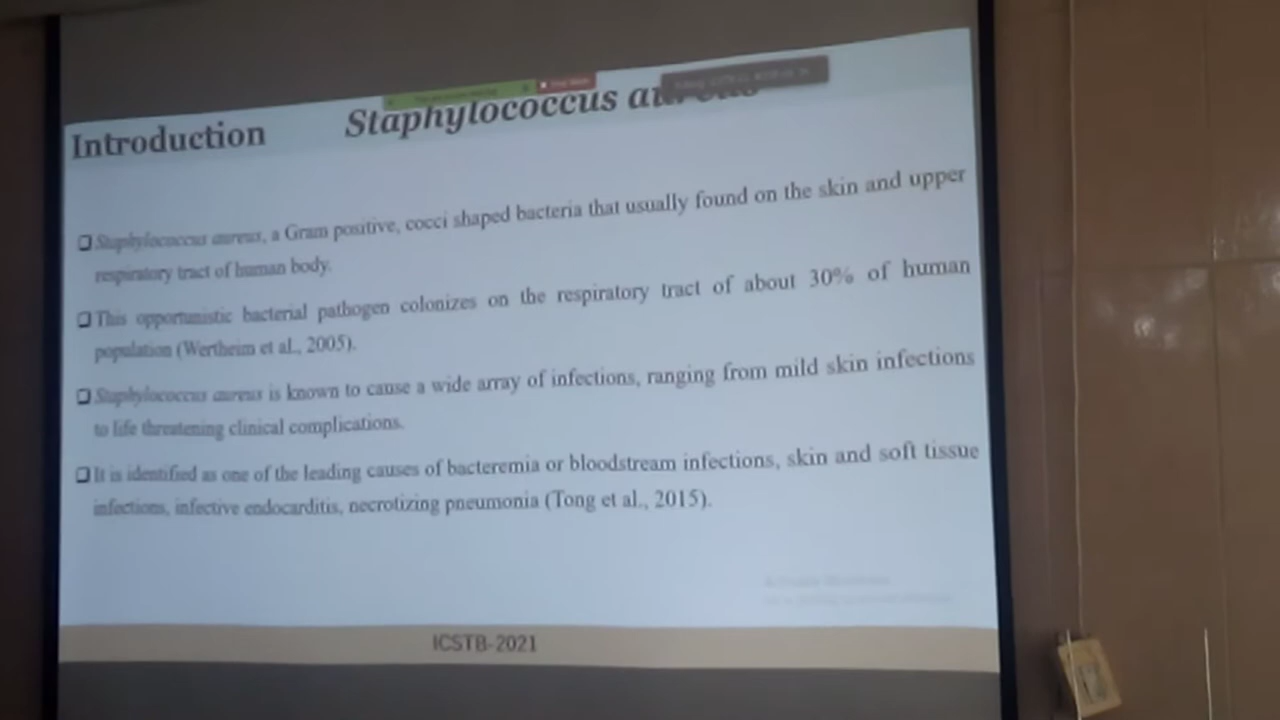 Introduction
Staphylococcus
❑ Staphylococcus aureus, a Gram positive, cocci shaped bacteria that usually found on the skin and upper
respiratory tract of human body.
❑ This opportunistic bacterial pathogen colonizes on the respiratory tract of about 30% of human
population (Wertheim et al., 2005).
❑ Staphylococcus aureus is known to cause a wide array of infections, ranging from mild skin infections
to life threatening clinical complications.
❑ It is identified as one of the leading causes of bacteremia or bloodstream infections, skin and soft tissue
infections, infective endocarditis, necrotizing pneumonia (Tong et al., 2015).
ICSTB-2021